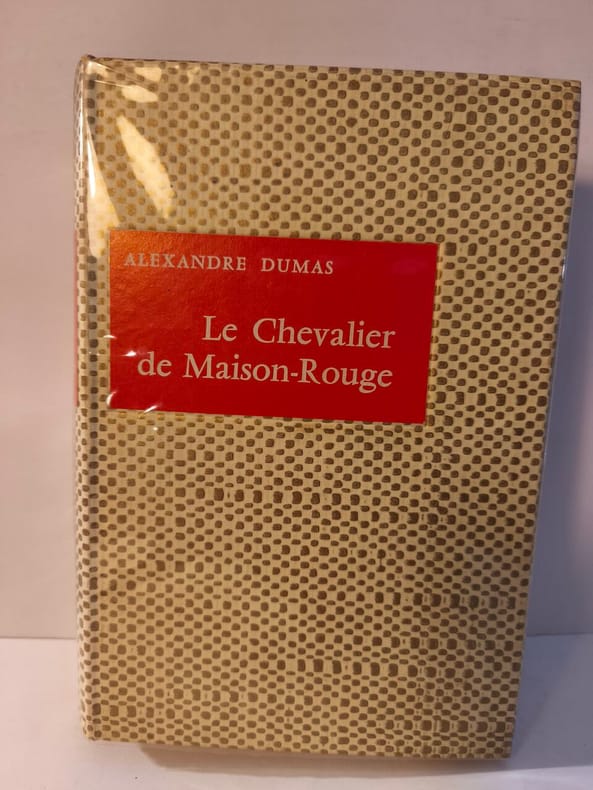 ALEXANDRE DUMAS
Le Chevalier
de Maison-Rouge